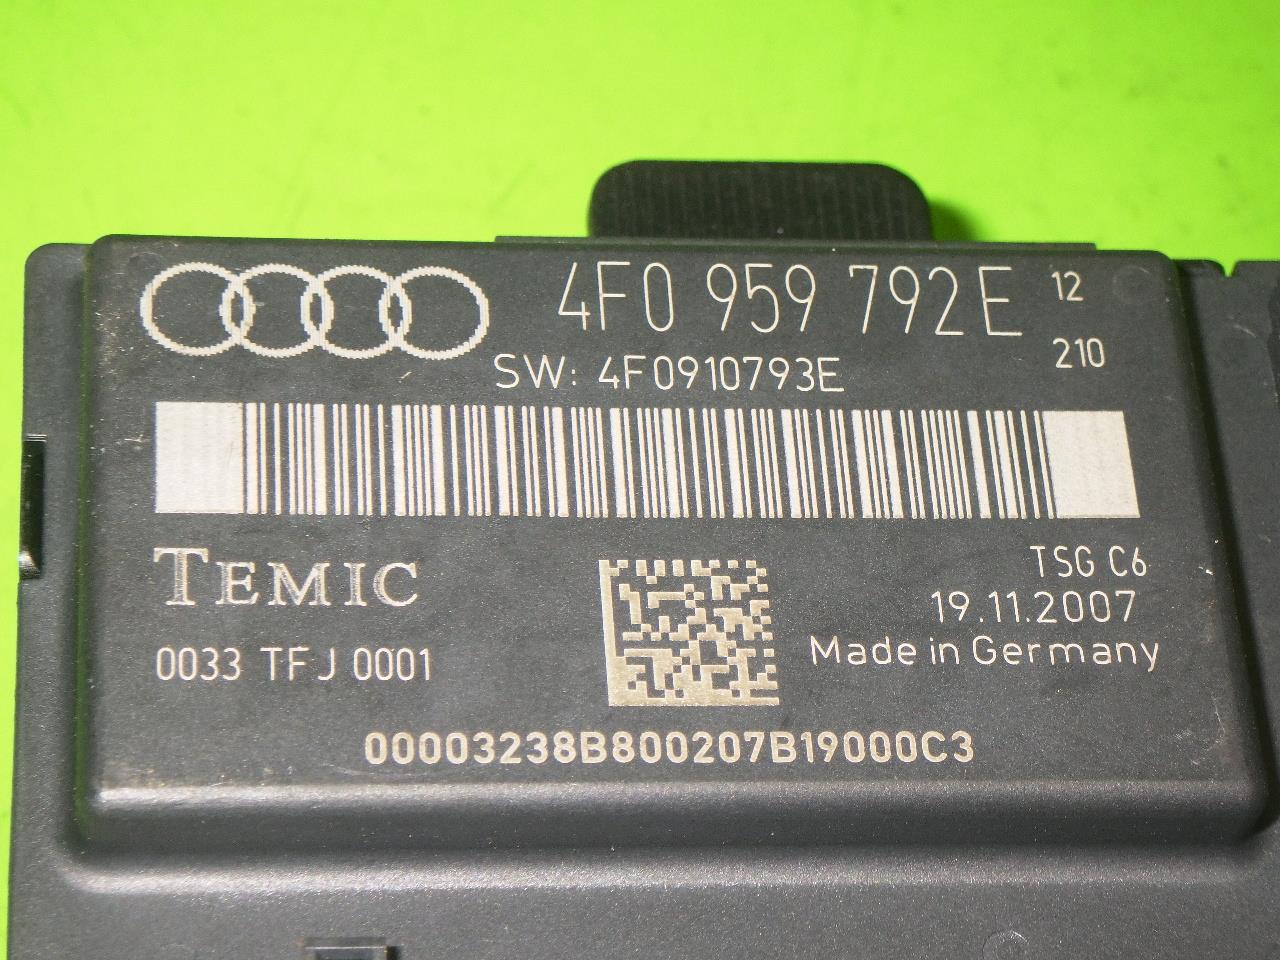 4F0 959 792E 12
210
SW: 4F0910793E
TEMIC
TSG C6
19.11.2007
0033 TFJ 0001
Made in Germany
00003238B800207B19000C3